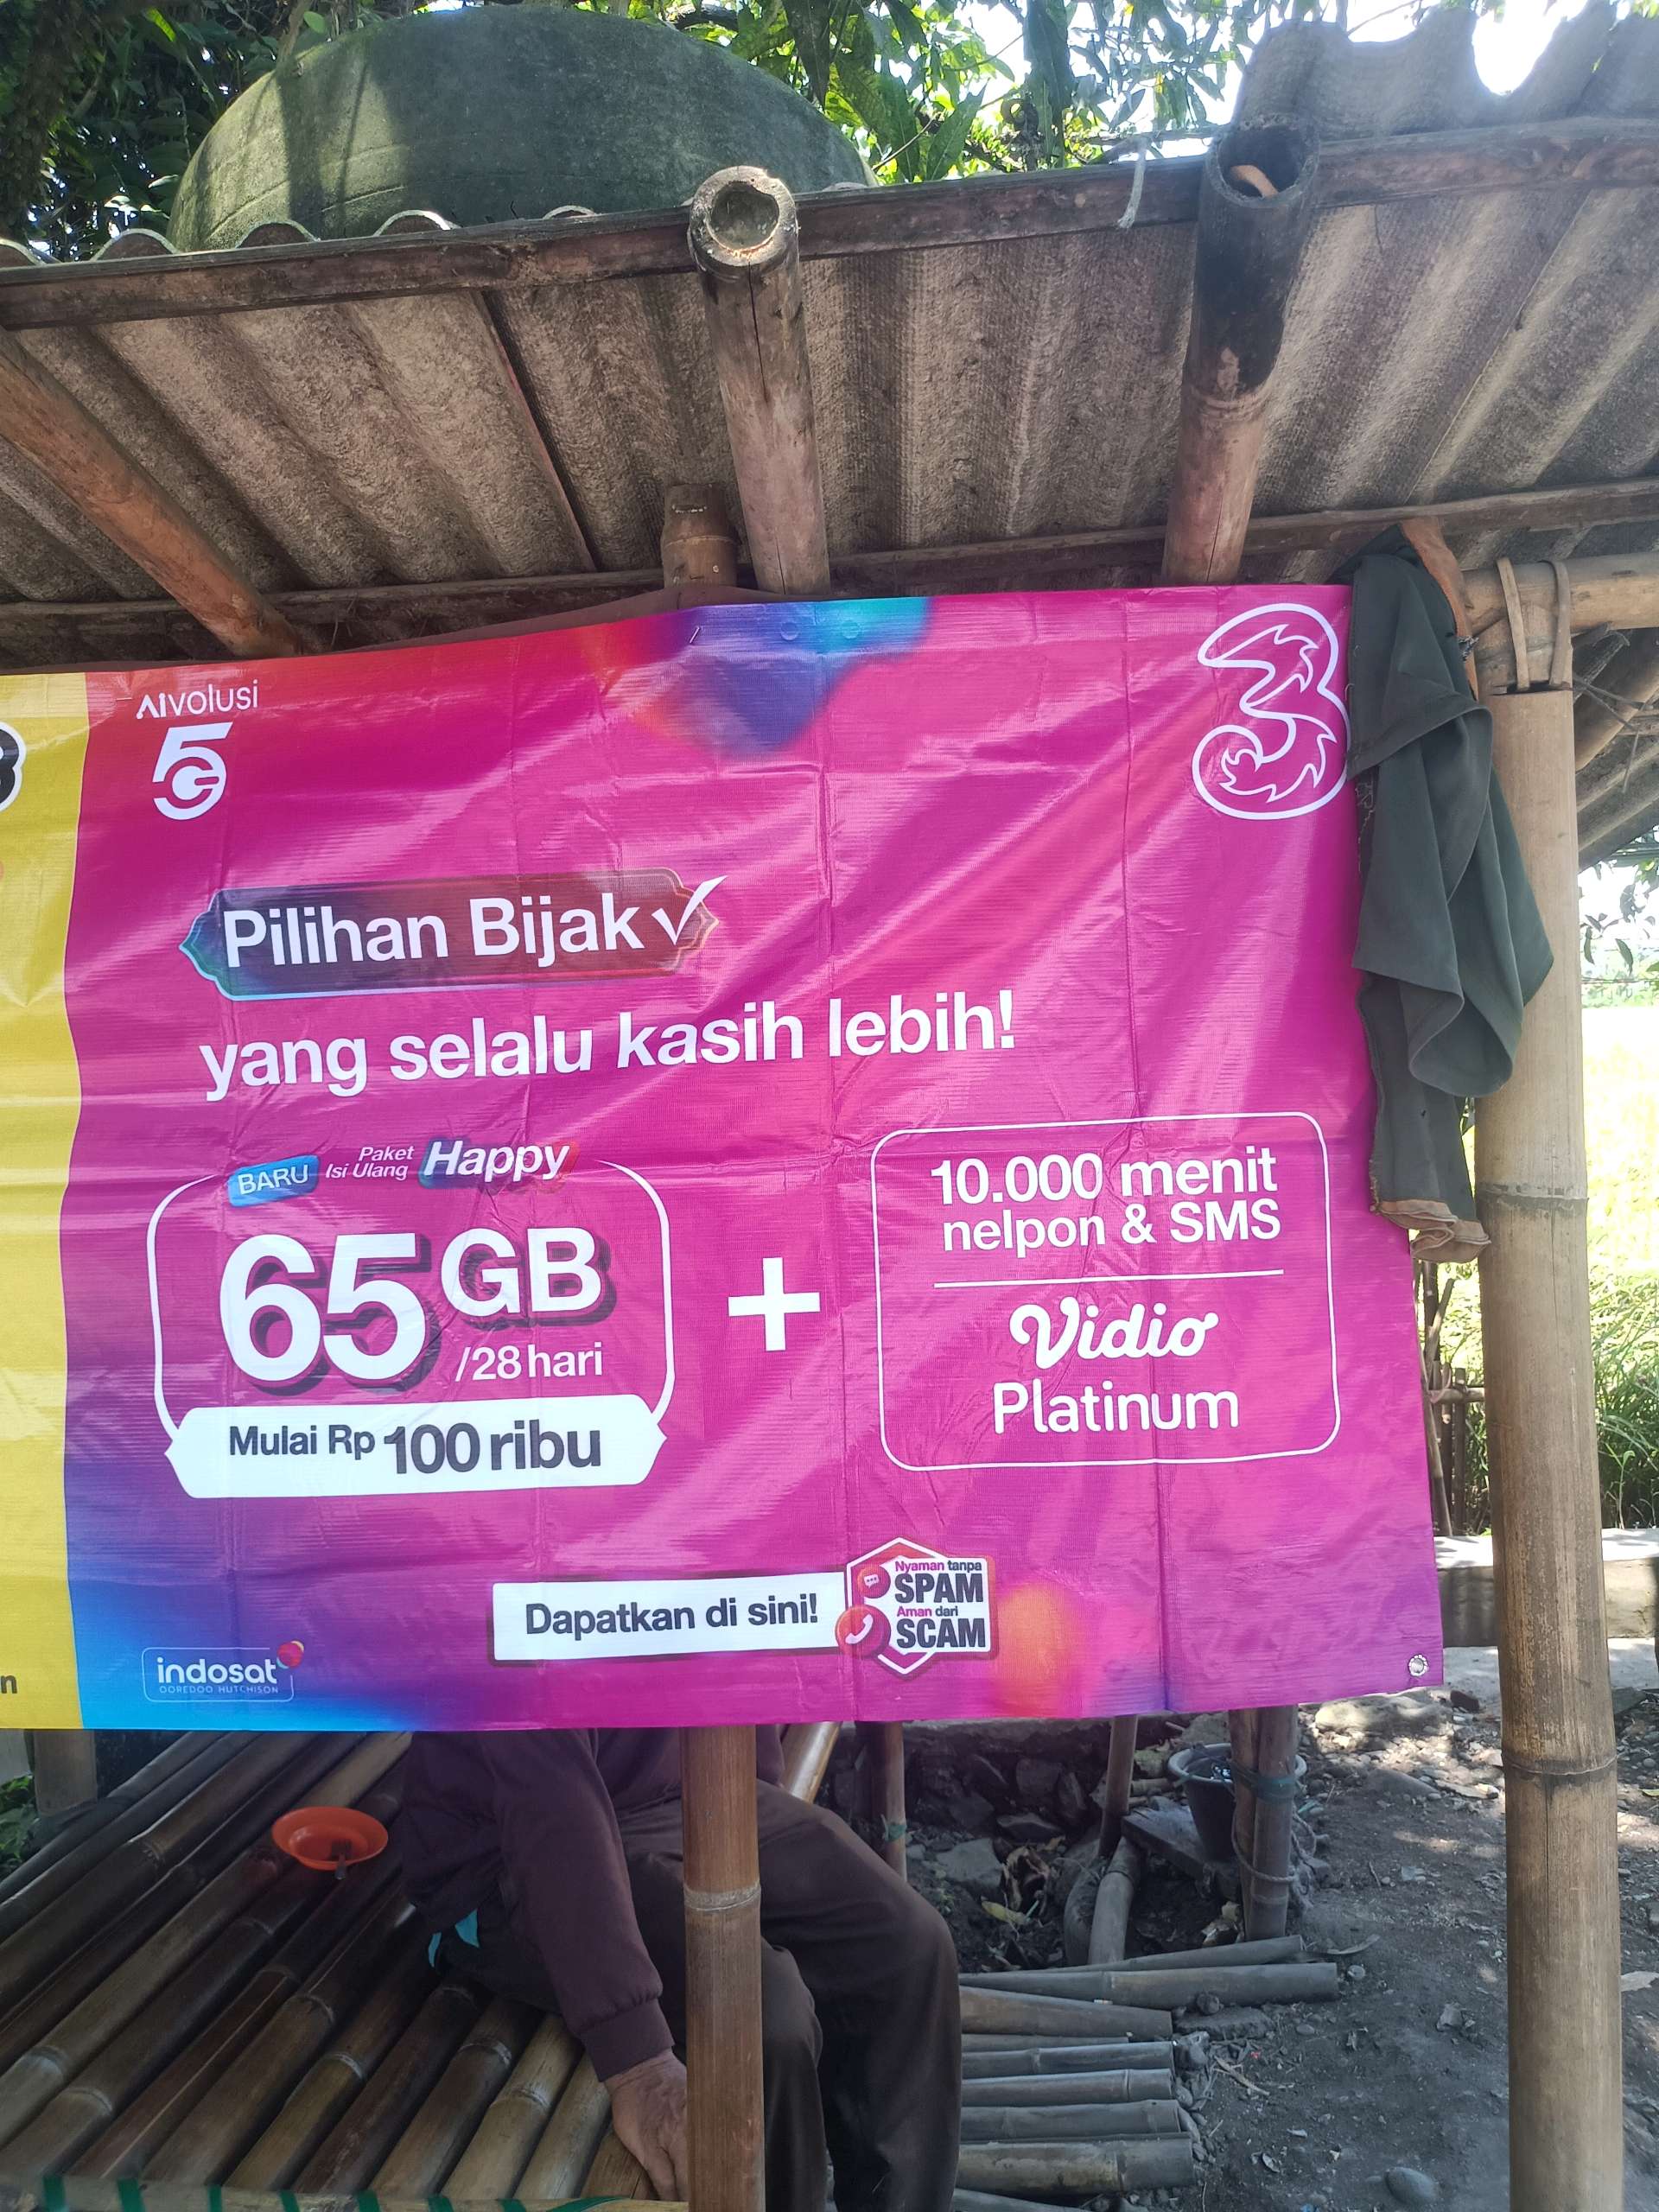 AIvolusi
5G
3
Pilihan Bijak
yang selalu kasih lebih!
BARU Paket Isi Ulang Happy
65 GB
/28 hari
Mulai Rp 100 ribu
+
10.000 menit
nelpon & SMS
Vidio
Platinum
Dapatkan di sini!
Nyaman tanpa
SPAM
Aman dari
SCAM
indosat
OOREDOO HUTCHISON
n